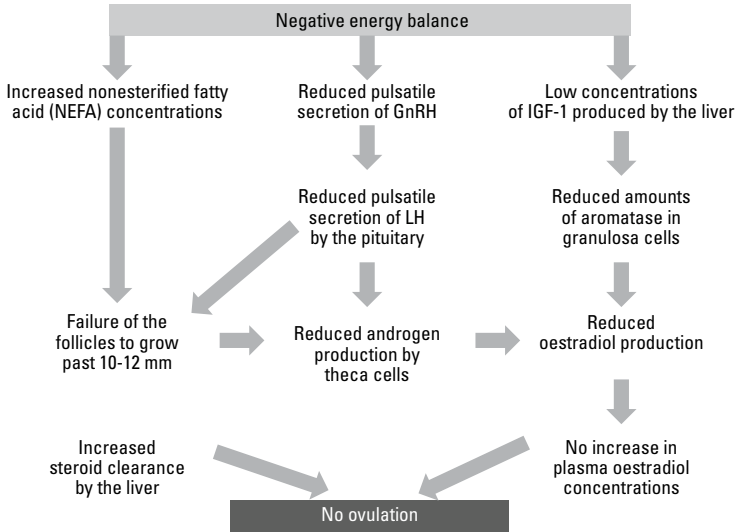 Negative energy balance
Increased nonesterified fatty
acid (NEFA) concentrations
Reduced pulsatile
secretion of GnRH
Low concentrations
of IGF-1 produced by the liver
Reduced pulsatile
secretion of LH
by the pituitary
Reduced amounts
of aromatase in
granulosa cells
Failure of the
follicles to grow
past 10-12 mm
Reduced androgen
production by
theca cells
Reduced
oestradiol production
Increased
steroid clearance
by the liver
No increase in
plasma oestradiol
concentrations
No ovulation